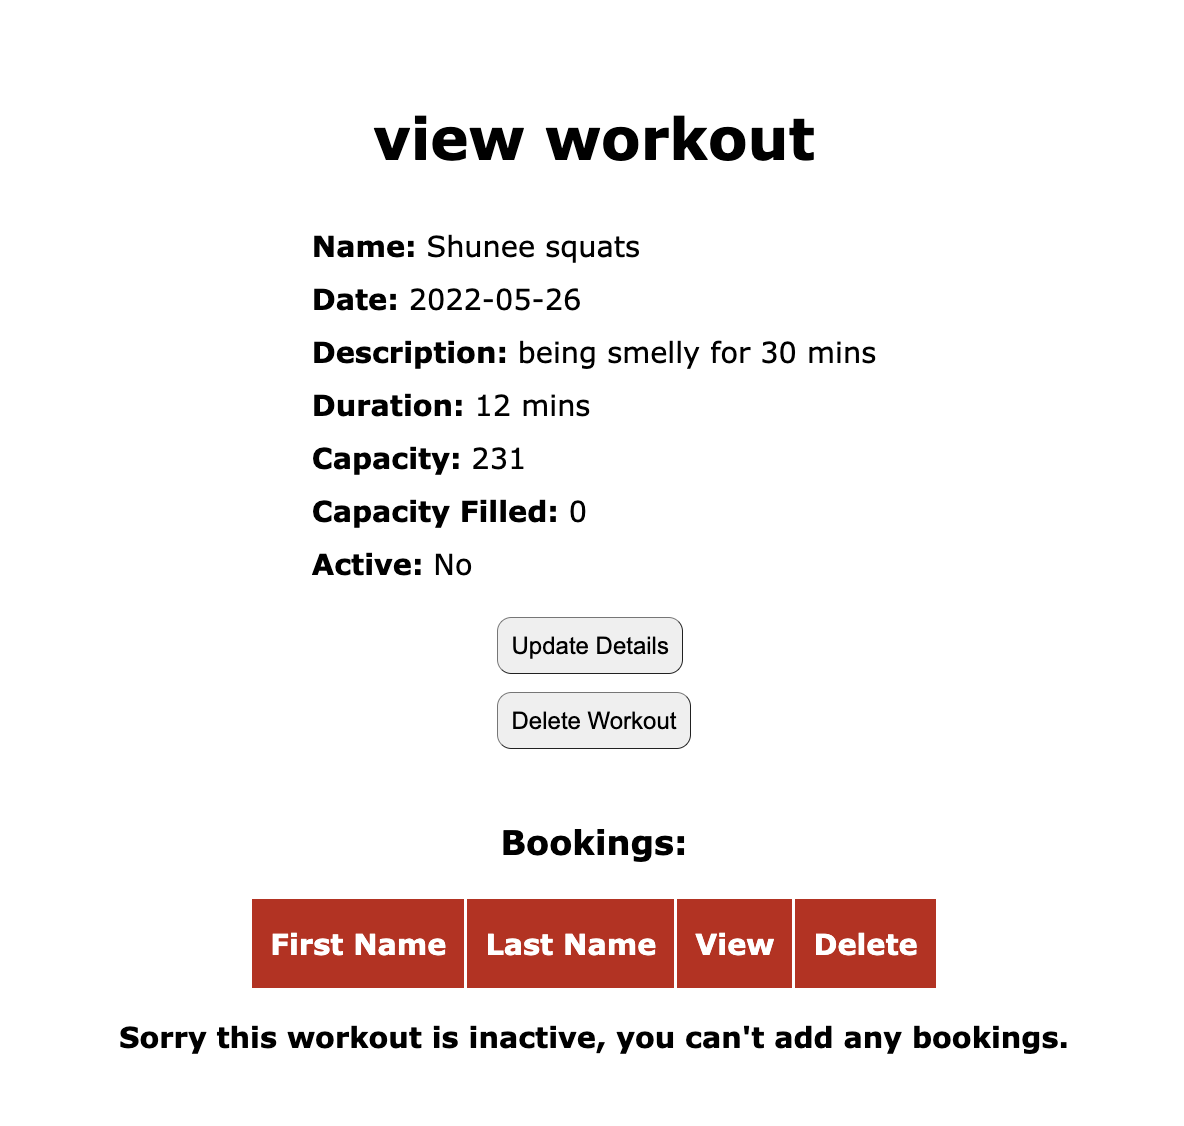 view workout
Name: Shunee squats
Date: 2022-05-26
Description: being smelly for 30 mins
Duration: 12 mins
Capacity: 231
Capacity Filled: 0
Active: No
Update Details
Delete Workout
Bookings:
First Name Last Name View Delete
Sorry this workout is inactive, you can't add any bookings.